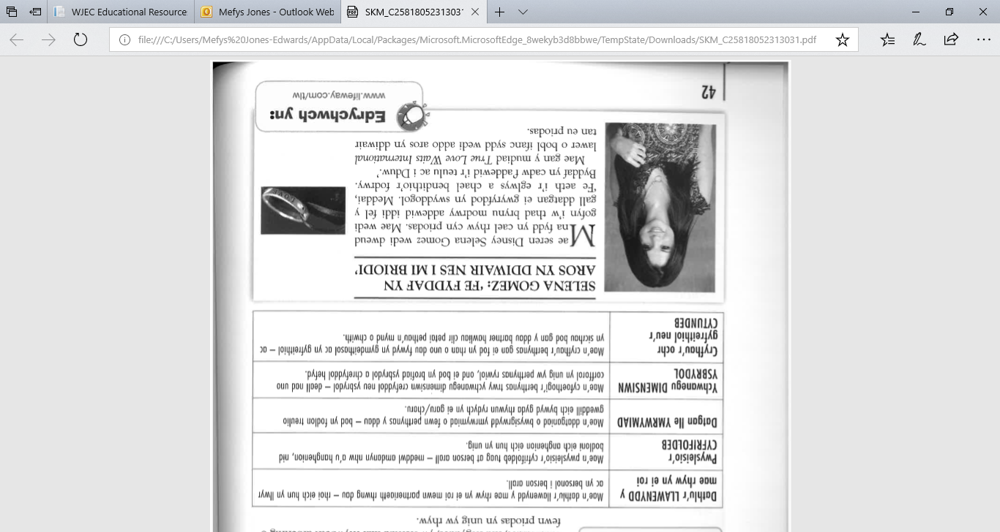 WJEC Educational Resource
Mefys Jones - Outlook Web
SKM_C25818052313031
file:///C:/Users/Mefys%20Jones-Edwards/AppData/Local/Packages/Microsoft.MicrosoftEdge_8wekyb3d8bbwe/TempState/Downloads/SKM_C25818052313031.pdf
fewn priodas yn unig yw rhyw.
Dathlu'r LLAWENYDD y
mae rhyw yn ei roi
Mae'n dathlu'r llawenydd y mae rhyw yn ei roi mewn partneriaeth rhwng dau – rhoi eich hun yn llwyr
ac yn bersonol i berson arall.
Pwysleisio'r
CYFRIFOLDEB
Mae'n pwysleisio'r cyfrifoldeb tuag at berson arall – meddwl amdanyn nhw a'u hanghenion, nid
bodloni eich anghenion eich hun yn unig.
Datgan lle YMRWYMIAD
Mae'n ddatganiad o bwysigrwydd ymrwymiad o fewn perthynas y ddau – bod yn fodlon treulio
gweddill eich bywyd gyda rhywun rydych yn ei garu/charu.
Ychwanegu DIMENSIWN
YSBRYDOL
Mae'n cyfoethogi'r berthynas trwy ychwanegu dimensiwn crefyddol neu ysbrydol – deall nad uno
corfforol yn unig yw perthynas rywiol, ond ei bod yn brofiad ysbrydol a chrefyddol hefyd.
Cryfhau'r ochr
gyfreithiol neu'r
CYTUNDEB
Mae'n cryfhau'r berthynas gan ei fod yn rhan o uno dau fywyd yn gymdeithasol ac yn gyfreithiol – ac
yn sicrhau bod gan y ddau bartner hawliau clir petai pethau'n mynd o chwith.
SELENA GOMEZ: 'FE FYDDAF YN
AROS YN DDIWAIR NES I MI BRIODI'
Mae seren Disney Selena Gomez wedi dweud
na fydd yn cael rhyw cyn priodas. Mae wedi
gofyn i'w thad brynu modrwy addewid iddi fel y
gall ddatgan ei gwyryfdod yn swyddogol. Meddai,
'Fe aeth i'r eglwys a chael bendithio'r fodrwy.
Byddaf yn cadw f'addewid i'r teulu ac i Dduw.'
Mae gan y mudiad True Love Waits International
lawer o bobl ifanc sydd wedi addo aros yn ddiwair
tan eu priodas.
Edrychwch yn:
www.lifeway.com/tlw
42